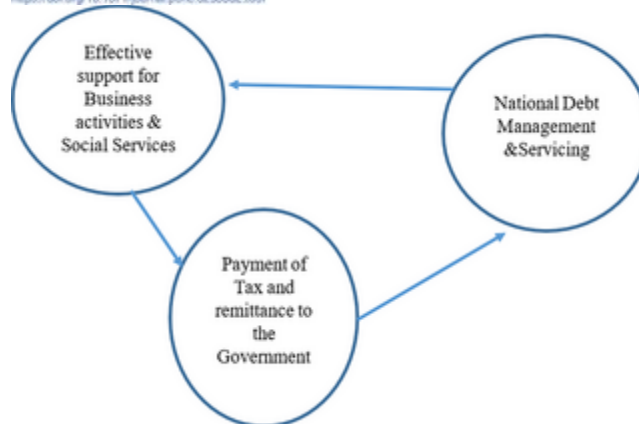 Effective
support for
Business
activities &
Social Services
National Debt
Management
&Servicing
Payment of
Tax and
remittance to
the
Government